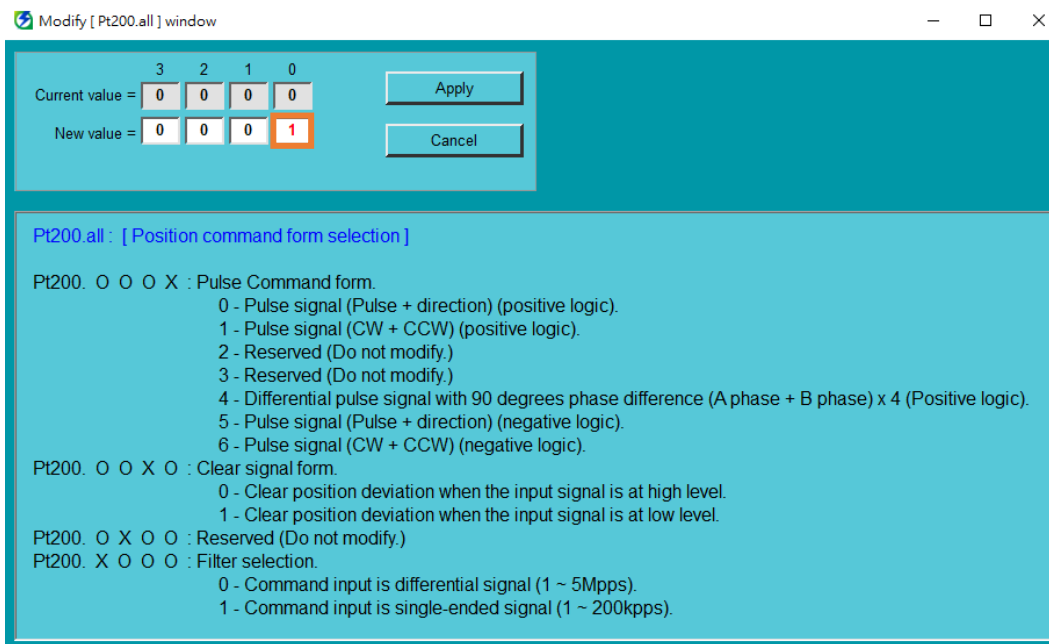 Modify [ Pt200.all ] window
3 2 1 0
Current value = 0 0 0 0
Apply
New value = 0 0 0 1
Cancel
Pt200.all : [ Position command form selection ]
Pt200. O O O X : Pulse Command form.
0 - Pulse signal (Pulse + direction) (positive logic).
1 - Pulse signal (CW + CCW) (positive logic).
2 - Reserved (Do not modify.)
3 - Reserved (Do not modify.)
4 - Differential pulse signal with 90 degrees phase difference (A phase + B phase) x 4 (Positive logic).
5 - Pulse signal (Pulse + direction) (negative logic).
6 - Pulse signal (CW + CCW) (negative logic).
Pt200. O O X O : Clear signal form.
0 - Clear position deviation when the input signal is at high level.
1 - Clear position deviation when the input signal is at low level.
Pt200. O X O O : Reserved (Do not modify.)
Pt200. X O O O : Filter selection.
0 - Command input is differential signal (1 ~ 5Mpps).
1 - Command input is single-ended signal (1 ~ 200kpps).